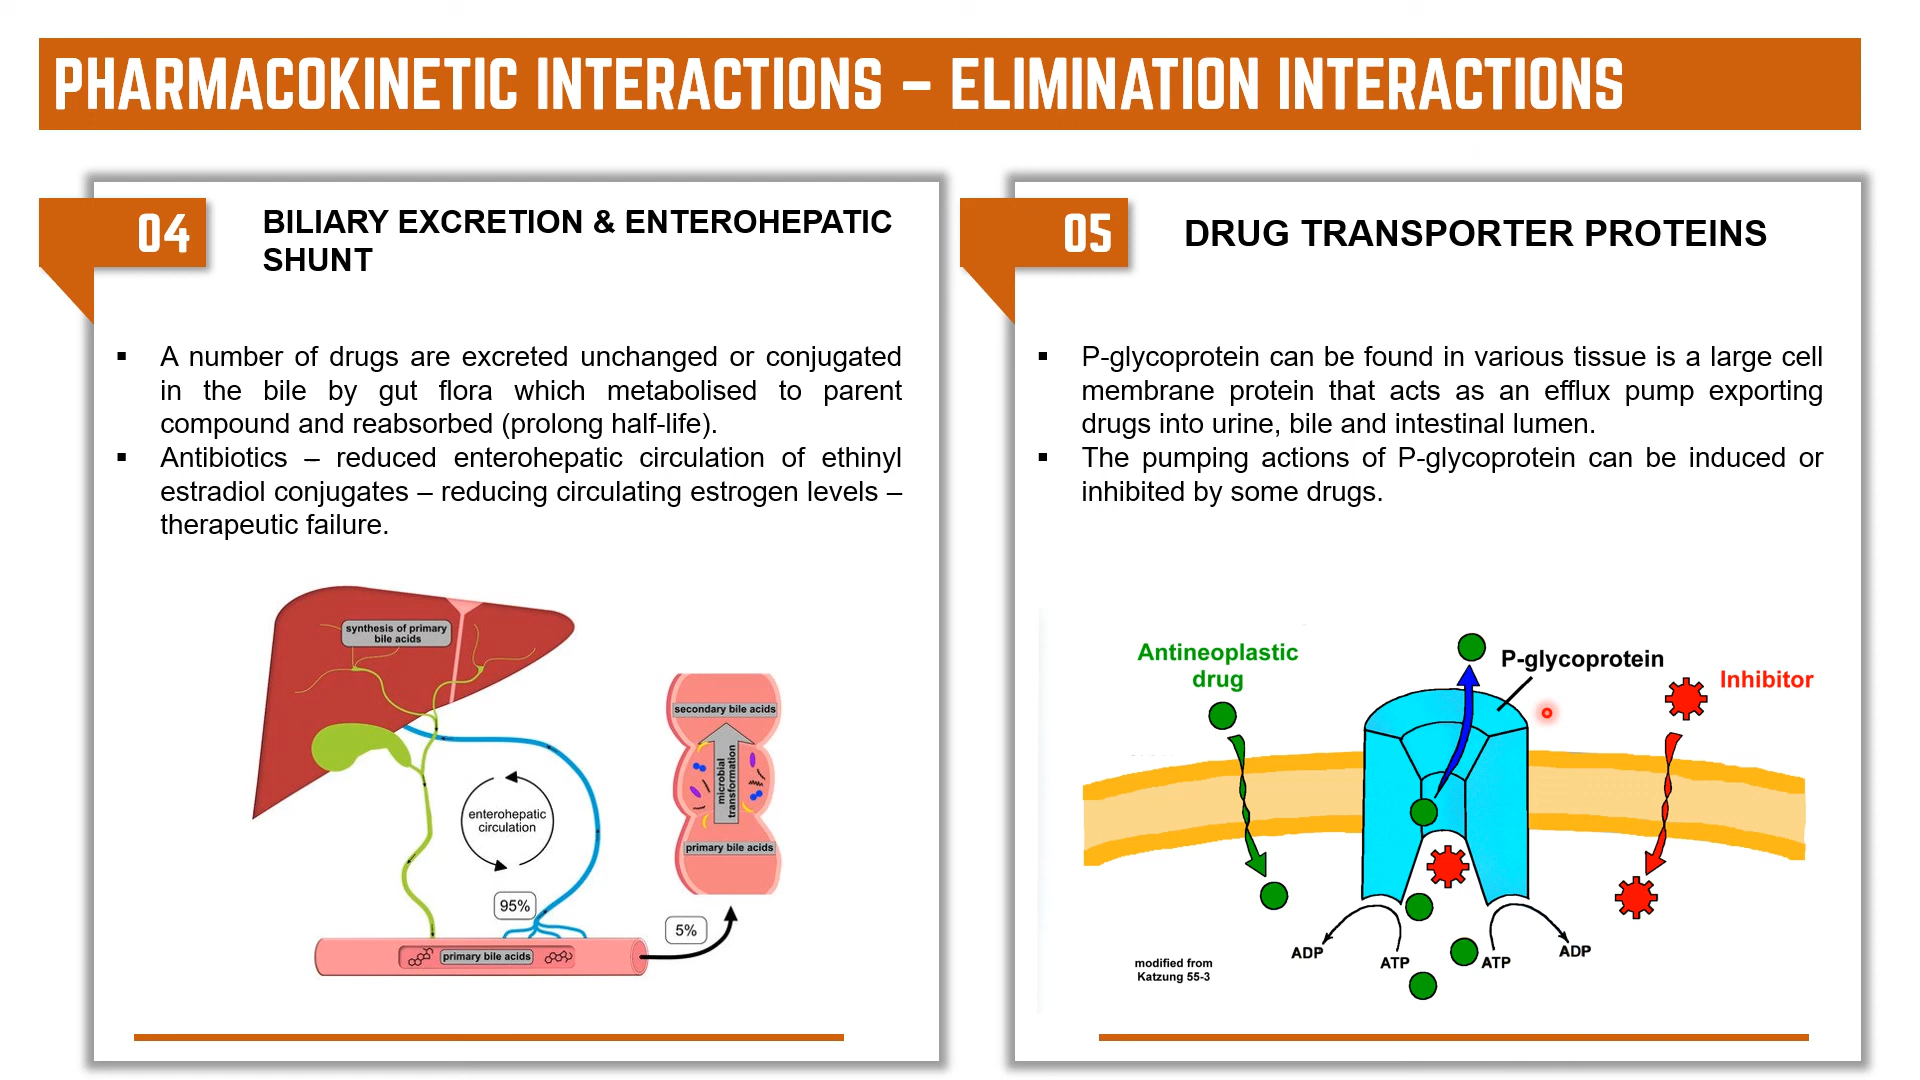 PHARMACOKINETIC INTERACTIONS – ELIMINATION INTERACTIONS
04
BILIARY EXCRETION & ENTEROHEPATIC
SHUNT
▪ A number of drugs are excreted unchanged or conjugated
in the bile by gut flora which metabolised to parent
compound and reabsorbed (prolong half-life).
▪ Antibiotics – reduced enterohepatic circulation of ethinyl
estradiol conjugates – reducing circulating estrogen levels –
therapeutic failure.
synthesis of primary
bile acids
enterohepatic
circulation
95%
primary bile acids
5%
secondary bile acids
microbial
transformation
primary bile acids
05
DRUG TRANSPORTER PROTEINS
▪ P-glycoprotein can be found in various tissue is a large cell
membrane protein that acts as an efflux pump exporting
drugs into urine, bile and intestinal lumen.
▪ The pumping actions of P-glycoprotein can be induced or
inhibited by some drugs.
Antineoplastic
drug
P-glycoprotein
Inhibitor
ADP
ATP
ATP
ADP
modified from
Katzung 55-3